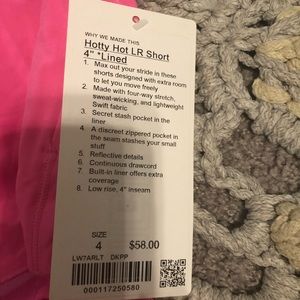 WHY WE MADE THIS
Hotty Hot LR Short
4" *Lined
1. Max out your stride in these
shorts designed with extra room
to let you move freely
2. Made with four-way stretch,
sweat-wicking, and lightweight
Swift fabric
3. Secret stash pocket in the
liner
4. A discreet zippered pocket in
the seam stashes your small
stuff
5. Reflective details
6. Continuous drawcord
7. Built-in liner offers extra
coverage
8. Low rise, 4" inseam
SIZE
4 $58.00
LW7ARLT DKPP
000117250580